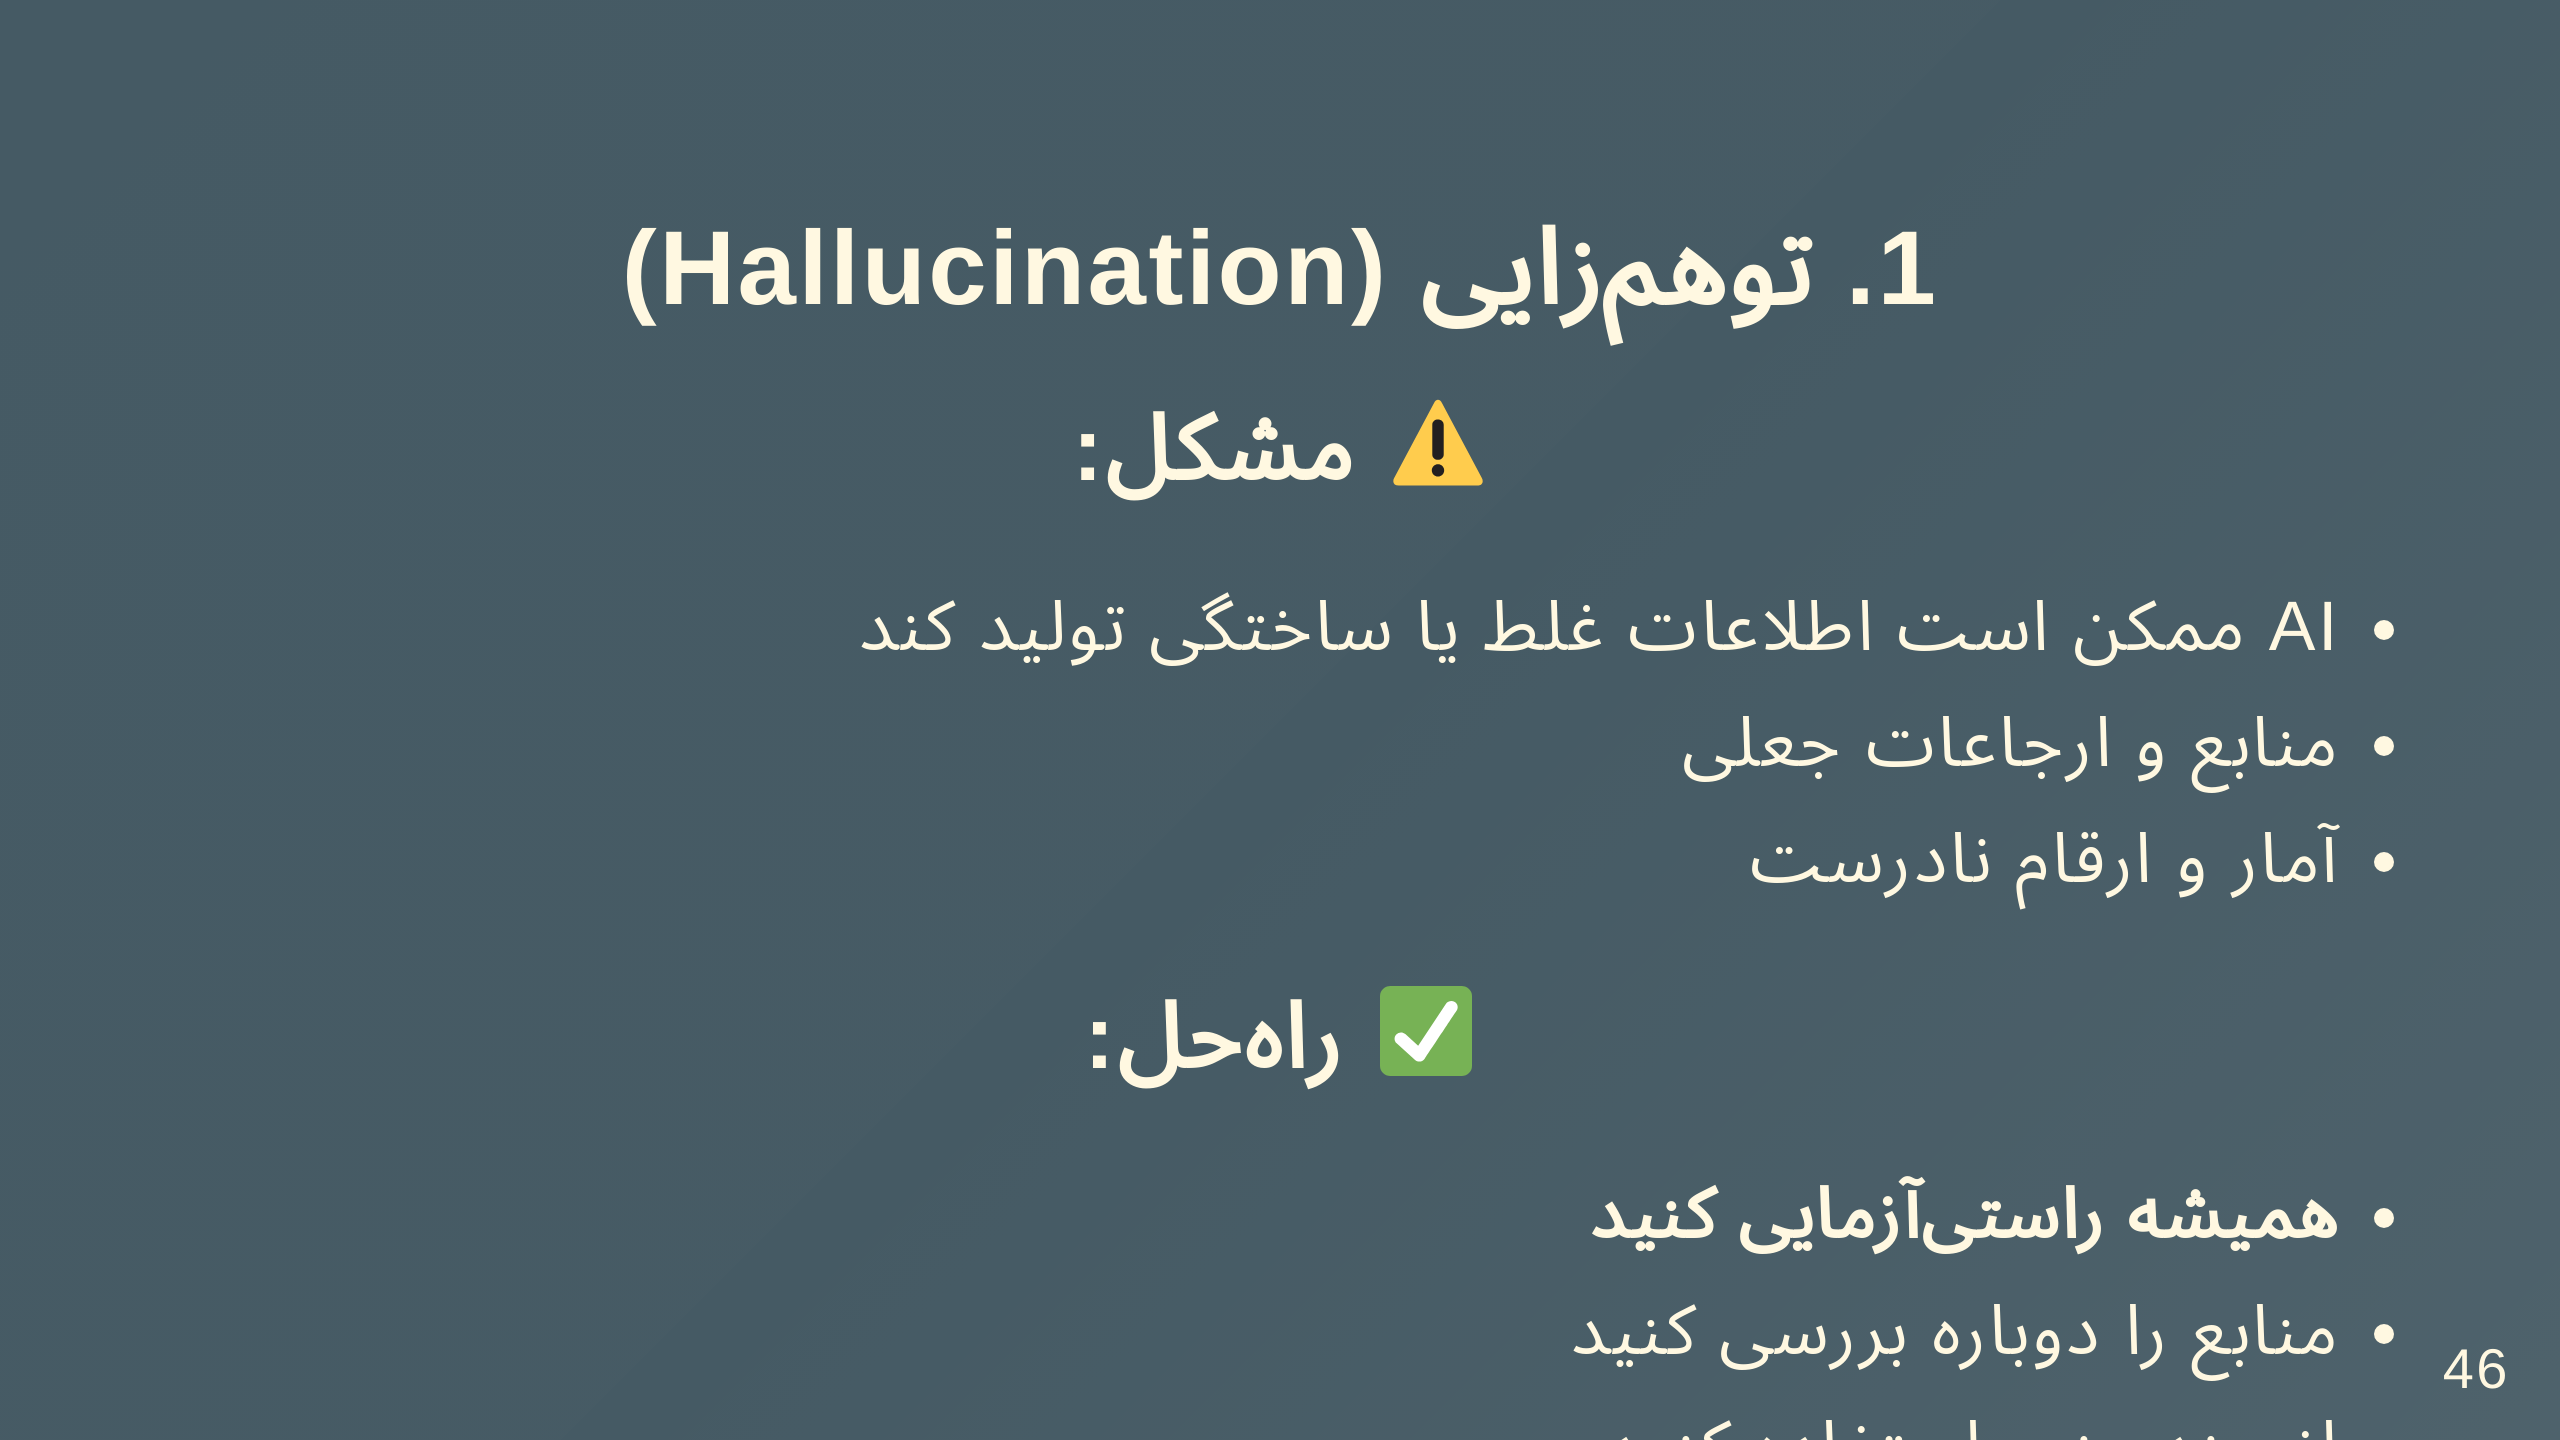 1. توهم‌زایی (Hallucination)
⚠️ مشکل:
• AI ممکن است اطلاعات غلط یا ساختگی تولید کند
• منابع و ارجاعات جعلی
• آمار و ارقام نادرست
✅ راه‌حل:
• همیشه راستی‌آزمایی کنید
• منابع را دوباره بررسی کنید
46